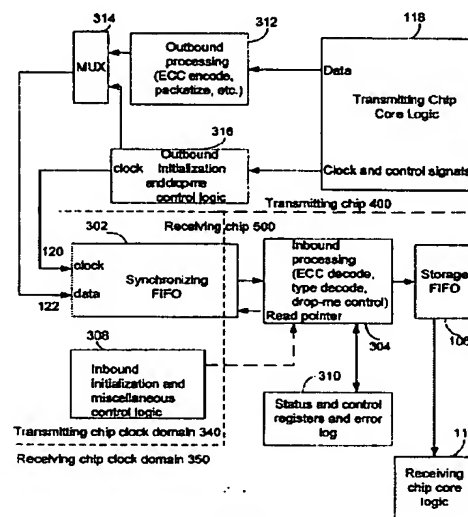 314
312
118
MUX
Outbound
processing
(ECC encode,
packetize, etc.)
Data
Transmitting Chip
Core Logic
316
clock
Outbound
initialization
and drop-me
control logic
Clock and control signals
Transmitting chip 400
Receiving chip 500
302
120
clock
Synchronizing
FIFO
data
122
Inbound
processing
(ECC decode,
type decode,
drop-me control)
Read pointer
Storage
FIFO
304
106
308
Inbound
initialization and
miscellaneous
control logic
310
Status and control
registers and error
log
Transmitting chip clock domain 340
Receiving chip clock domain 350
11
Receiving
chip core
logic